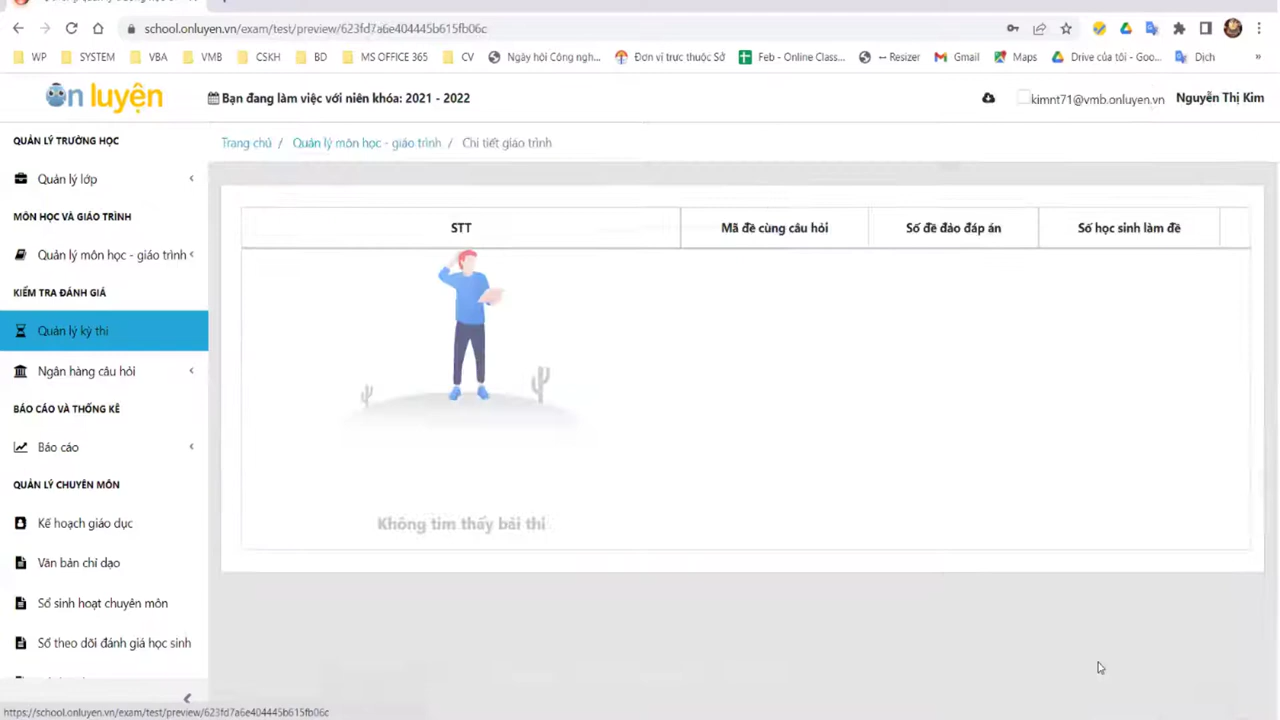 school.onluyen.vn/exam/test/preview/623fd7a6e404445b615fb06c
WP
SYSTEM
VBA
VMB
CSKH
BD
MS OFFICE 365
CV
Ngày hội Công ngh...
Đơn vị trực thuộc Sở
Feb - Online Class...
-- Resizer
Gmail
Maps
Drive của tôi - Goo...
Dịch
»
Ôn luyện
Bạn đang làm việc với niên khóa: 2021 - 2022
kimnt71@vmb.onluyen.vn
Nguyễn Thị Kim
QUẢN LÝ TRƯỜNG HỌC
Trang chủ / Quản lý môn học - giáo trình / Chi tiết giáo trình
Quản lý lớp
MÔN HỌC VÀ GIÁO TRÌNH
STT
Mã đề cùng câu hỏi
Số đề đảo đáp án
Số học sinh làm đề
Quản lý môn học - giáo trình
KIỂM TRA ĐÁNH GIÁ
Quản lý kỳ thi
Ngân hàng câu hỏi
BÁO CÁO VÀ THỐNG KÊ
Báo cáo
QUẢN LÝ CHUYÊN MÔN
Kế hoạch giáo dục
Không tìm thấy bài thi
Văn bản chỉ đạo
Sổ sinh hoạt chuyên môn
Sổ theo dõi đánh giá học sinh
https://school.onluyen.vn/exam/test/preview/623fd7a6e404445b615fb06c